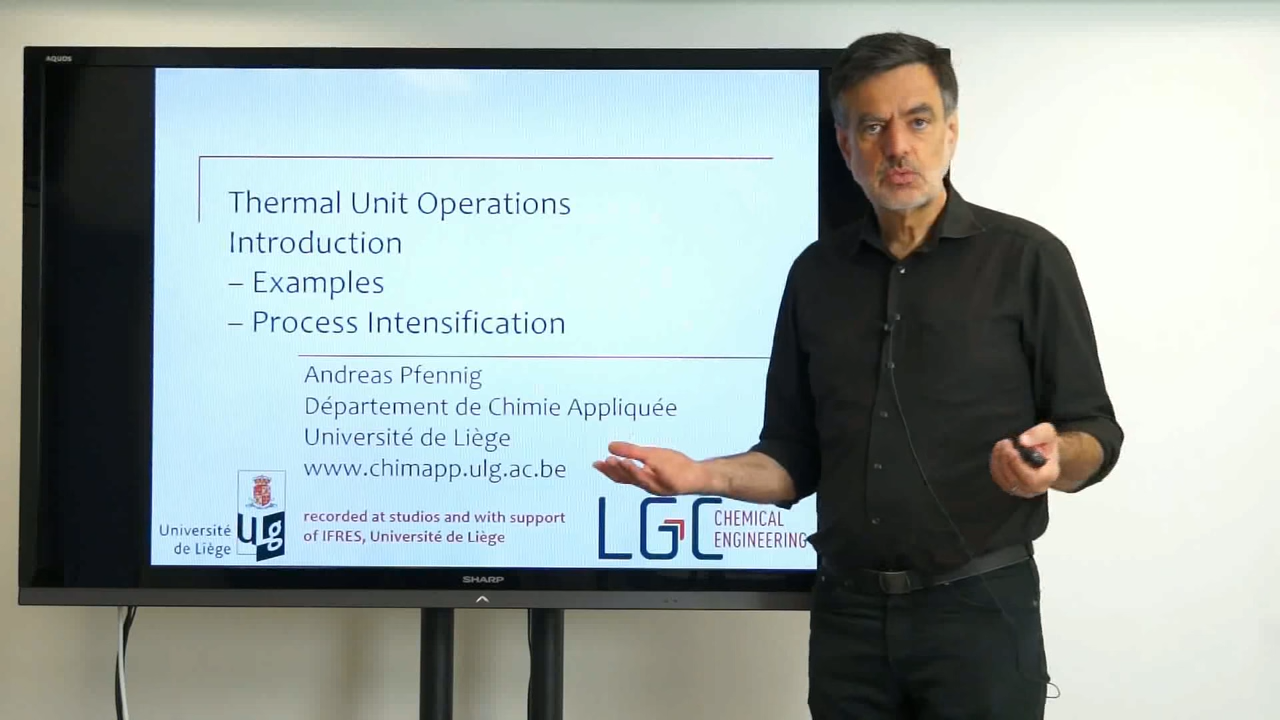 AQUOS
Thermal Unit Operations
Introduction
– Examples
– Process Intensification
Andreas Pfennig
Département de Chimie Appliquée
Université de Liège
www.chimapp.ulg.ac.be
Université
de Liège
ULg
recorded at studios and with support
of IFRES, Université de Liège
LGC
CHEMICAL
ENGINEERING
SHARP